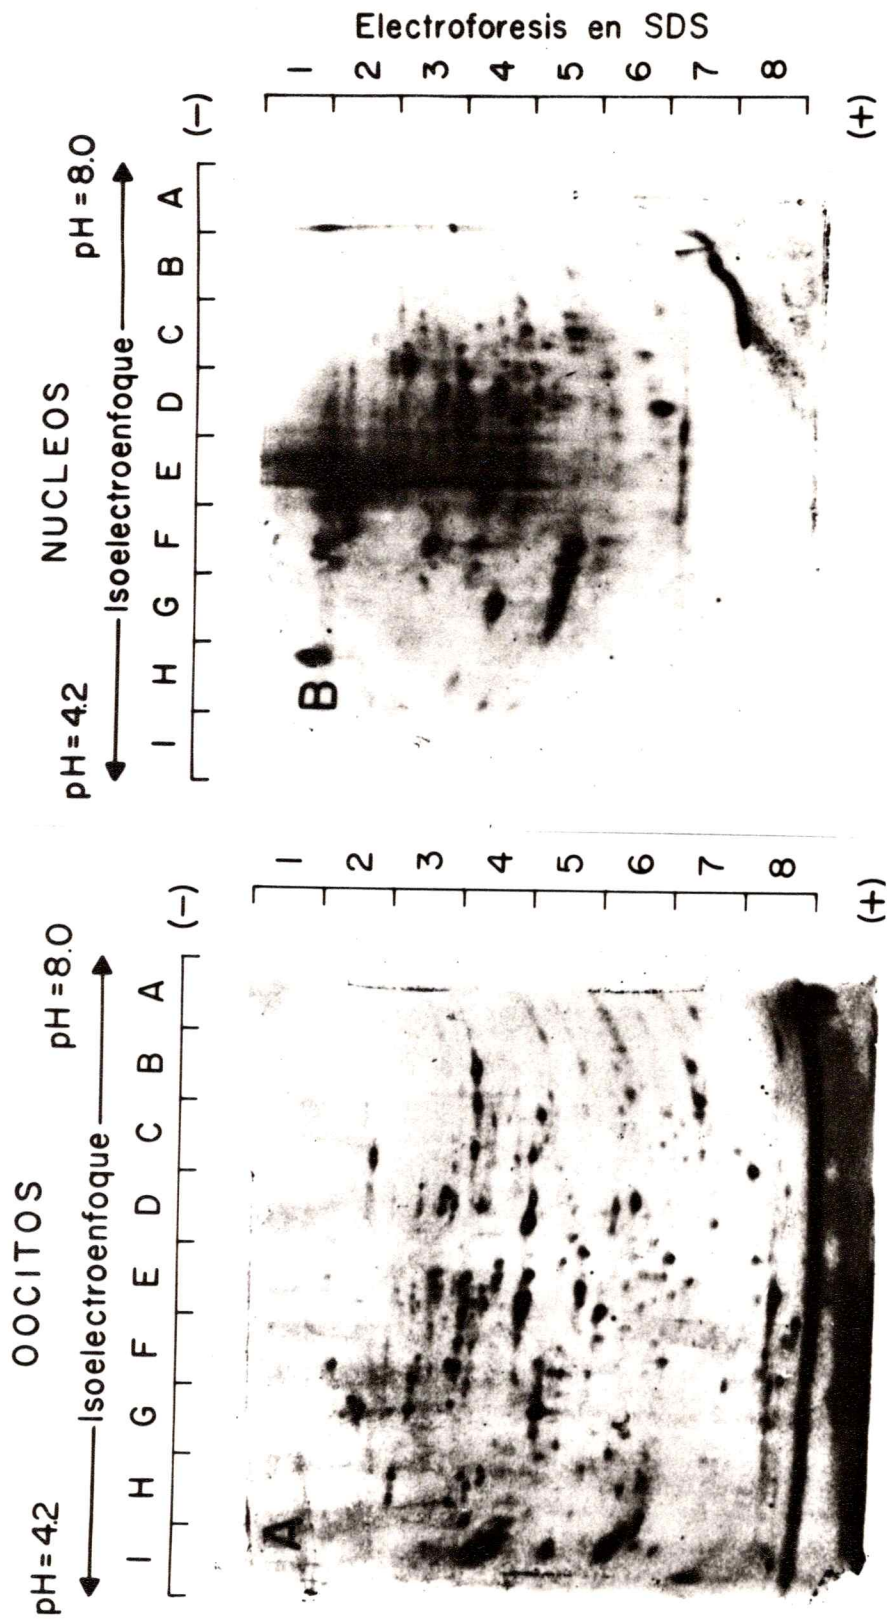 OOCITOS
pH=4.2 Isoelectroenfoque pH=8.0
I H G F E D C B A
(-)
1
2
3
4
5
6
7
8
(+)
A
NUCLEOS
pH=4.2 Isoelectroenfoque pH=8.0
I H G F E D C B A
(-)
1
2
3
4
5
6
7
8
(+)
B
Electroforesis en SDS